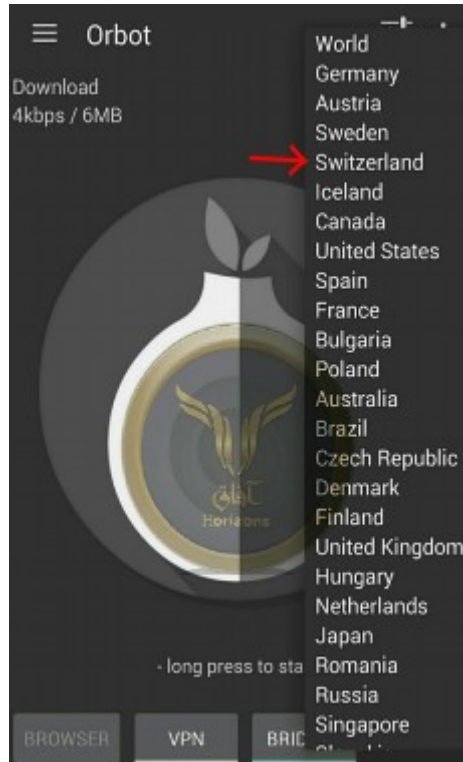 Orbot
Download
4kbps / 6MB
World
Germany
Austria
Sweden
Switzerland
Iceland
Canada
United States
Spain
France
Bulgaria
Poland
Australia
Brazil
Czech Republic
Denmark
Finland
United Kingdom
Hungary
Netherlands
Japan
Romania
Russia
Singapore
آفاق
Horizons
- long press to sta
BROWSER
VPN
BRID